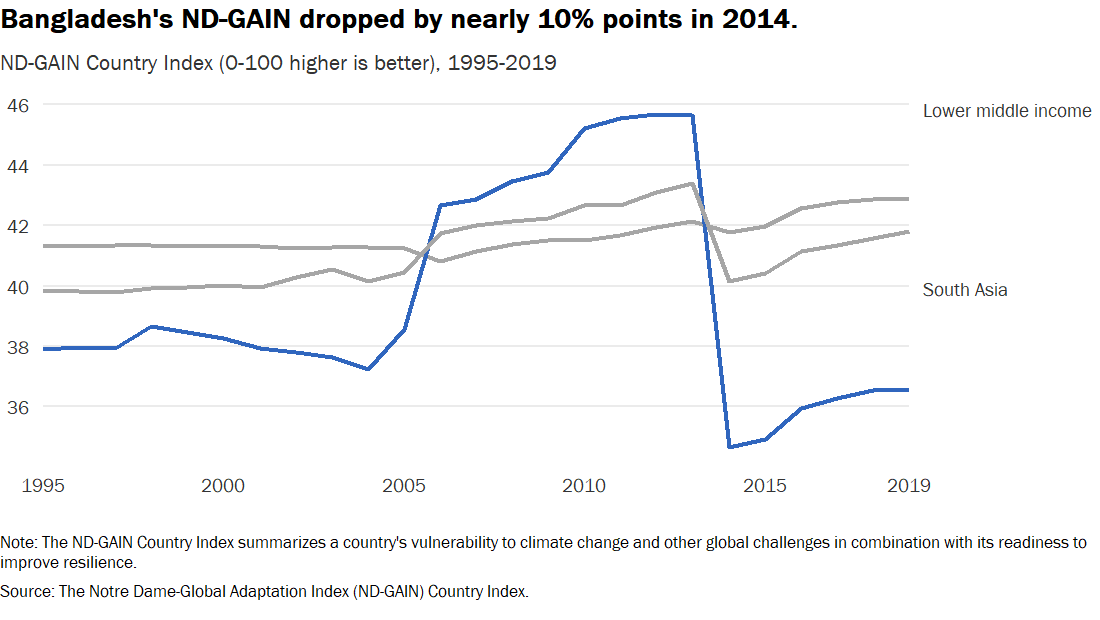 Bangladesh's ND-GAIN dropped by nearly 10% points in 2014.
ND-GAIN Country Index (0-100 higher is better), 1995-2019
46
Lower middle income
44
42
40
South Asia
38
36
1995
2000
2005
2010
2015
2019
Note: The ND-GAIN Country Index summarizes a country's vulnerability to climate change and other global challenges in combination with its readiness to
improve resilience.
Source: The Notre Dame-Global Adaptation Index (ND-GAIN) Country Index.